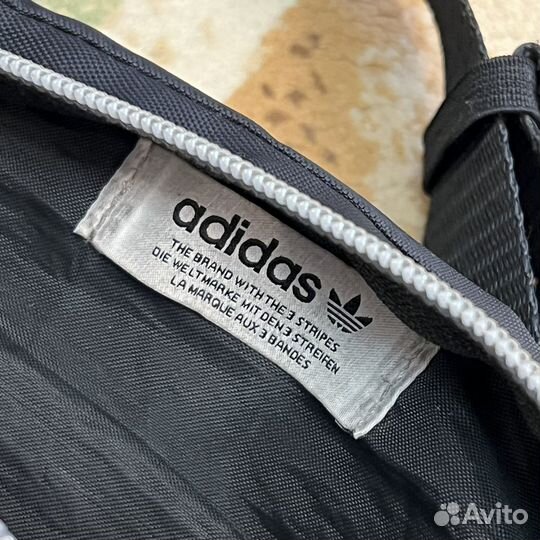 adidas
THE BRAND WITH THE 3 STRIPES
DIE WELTMARKE MIT DEN 3 STREIFEN
LA MARQUE AUX 3 BANDES
Avito